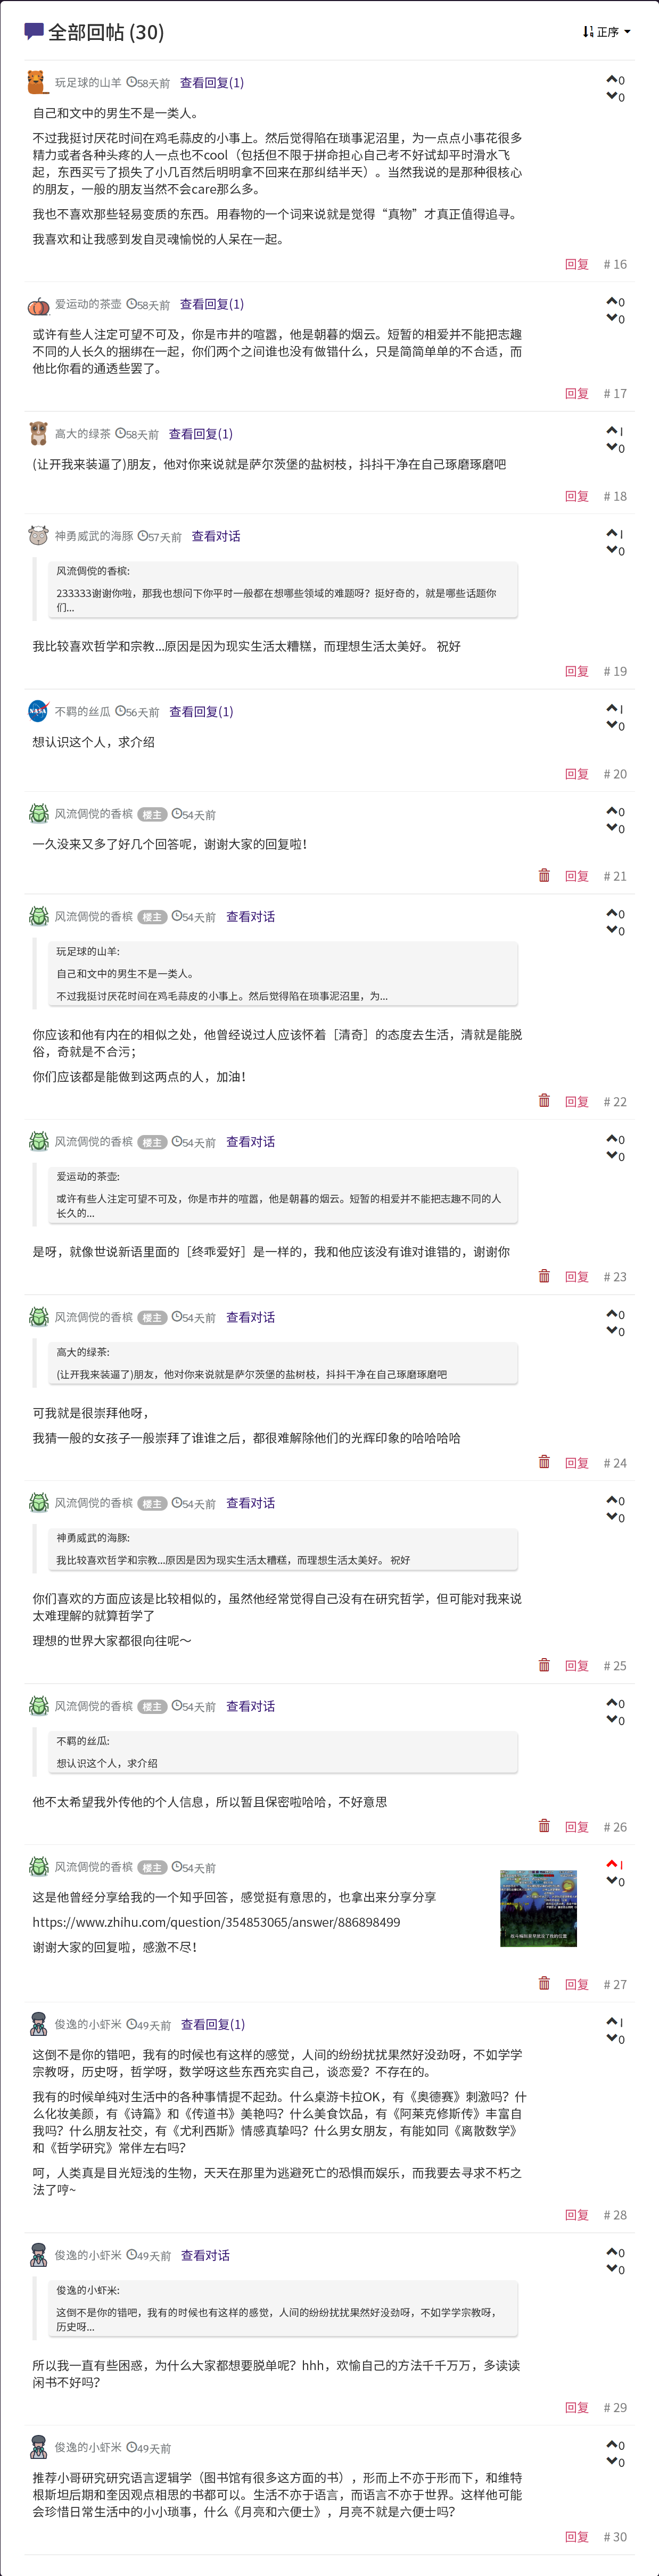 全部回帖 (30)
正序
玩足球的山羊 58天前 查看回复(1)
0
0
自己和文中的男生不是一类人。
不过我挺讨厌花时间在鸡毛蒜皮的小事上。然后觉得陷在琐事泥沼里，为一点点小事花很多
精力或者各种头疼的人一点也不cool（包括但不限于拼命担心自己考不好试却平时滑水飞
起，东西买亏了损失了小几百然后明明拿不回来在那纠结半天）。当然我说的是那种很核心
的朋友，一般的朋友当然不会care那么多。
我也不喜欢那些轻易变质的东西。用春物的一个词来说就是觉得“真物”才真正值得追寻。
我喜欢和让我感到发自灵魂愉悦的人呆在一起。
回复 # 16
爱运动的茶壶 58天前 查看回复(1)
0
0
或许有些人注定可望不可及，你是市井的喧嚣，他是朝暮的烟云。短暂的相爱并不能把志趣
不同的人长久的捆绑在一起，你们两个之间谁也没有做错什么，只是简简单单的不合适，而
他比你看的通透些罢了。
回复 # 17
高大的绿茶 58天前 查看回复(1)
1
0
(让开我来装逼了)朋友，他对你来说就是萨尔茨堡的盐树枝，抖抖干净在自己琢磨琢磨吧
回复 # 18
神勇威武的海豚 57天前 查看对话
1
0
风流倜傥的香槟:
233333谢谢你啦，那我也想问下你平时一般都在想哪些领域的难题呀？挺好奇的，就是哪些话题你
们...
我比较喜欢哲学和宗教...原因是因为现实生活太糟糕，而理想生活太美好。 祝好
回复 # 19
NASA
不羁的丝瓜 56天前 查看回复(1)
1
0
想认识这个人，求介绍
回复 # 20
风流倜傥的香槟 楼主 54天前
0
0
一久没来又多了好几个回答呢，谢谢大家的回复啦！
回复 # 21
风流倜傥的香槟 楼主 54天前 查看对话
0
0
玩足球的山羊:
自己和文中的男生不是一类人。
不过我挺讨厌花时间在鸡毛蒜皮的小事上。然后觉得陷在琐事泥沼里，为...
你应该和他有内在的相似之处，他曾经说过人应该怀着［清奇］的态度去生活，清就是能脱
俗，奇就是不合污；
你们应该都是能做到这两点的人，加油！
回复 # 22
风流倜傥的香槟 楼主 54天前 查看对话
0
0
爱运动的茶壶:
或许有些人注定可望不可及，你是市井的喧嚣，他是朝暮的烟云。短暂的相爱并不能把志趣不同的人
长久的...
是呀，就像世说新语里面的［终乖爱好］是一样的，我和他应该没有谁对谁错的，谢谢你
回复 # 23
风流倜傥的香槟 楼主 54天前 查看对话
0
0
高大的绿茶:
(让开我来装逼了)朋友，他对你来说就是萨尔茨堡的盐树枝，抖抖干净在自己琢磨琢磨吧
可我就是很崇拜他呀，
我猜一般的女孩子一般崇拜了谁谁之后，都很难解除他们的光辉印象的哈哈哈哈
回复 # 24
风流倜傥的香槟 楼主 54天前 查看对话
0
0
神勇威武的海豚:
我比较喜欢哲学和宗教...原因是因为现实生活太糟糕，而理想生活太美好。 祝好
你们喜欢的方面应该是比较相似的，虽然他经常觉得自己没有在研究哲学，但可能对我来说
太难理解的就算哲学了
理想的世界大家都很向往呢～
回复 # 25
风流倜傥的香槟 楼主 54天前 查看对话
0
0
不羁的丝瓜:
想认识这个人，求介绍
他不太希望我外传他的个人信息，所以暂且保密啦哈哈，不好意思
回复 # 26
风流倜傥的香槟 楼主 54天前
1
0
这是他曾经分享给我的一个知乎回答，感觉挺有意思的，也拿出来分享分享
https://www.zhihu.com/question/354853065/answer/886898499
谢谢大家的回复啦，感激不尽！
回复 # 27
俊逸的小虾米 49天前 查看回复(1)
1
0
这倒不是你的错吧，我有的时候也有这样的感觉，人间的纷纷扰扰果然好没劲呀，不如学学
宗教呀，历史呀，哲学呀，数学呀这些东西充实自己，谈恋爱？不存在的。
我有的时候单纯对生活中的各种事情提不起劲。什么桌游卡拉OK，有《奥德赛》刺激吗？什
么化妆美颜，有《诗篇》和《传道书》美艳吗？什么美食饮品，有《阿莱克修斯传》丰富自
我吗？什么朋友社交，有《尤利西斯》情感真挚吗？什么男女朋友，有能如同《离散数学》
和《哲学研究》常伴左右吗？
呵，人类真是目光短浅的生物，天天在那里为逃避死亡的恐惧而娱乐，而我要去寻求不朽之
法了哼~
回复 # 28
俊逸的小虾米 49天前 查看对话
0
0
俊逸的小虾米:
这倒不是你的错吧，我有的时候也有这样的感觉，人间的纷纷扰扰果然好没劲呀，不如学学宗教呀，
历史呀...
所以我一直有些困惑，为什么大家都想要脱单呢？hhh，欢愉自己的方法千千万万，多读读
闲书不好吗？
回复 # 29
俊逸的小虾米 49天前
0
0
推荐小哥研究研究语言逻辑学（图书馆有很多这方面的书），形而上不亦于形而下，和维特
根斯坦后期和奎因观点相思的书都可以。生活不亦于语言，而语言不亦于世界。这样他可能
会珍惜日常生活中的小小琐事，什么《月亮和六便士》，月亮不就是六便士吗？
回复 # 30